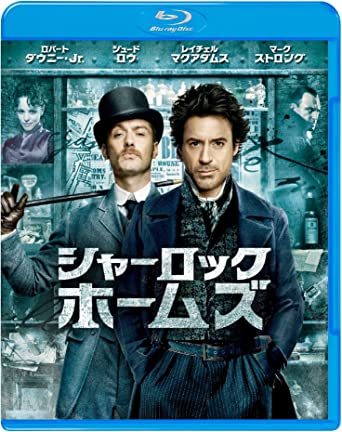 Blu-ray Disc
ロバート ジュード レイチェル マーク
ダウニー・Jr. ロウ マクアダムス ストロング
シャーロック
ホームズ